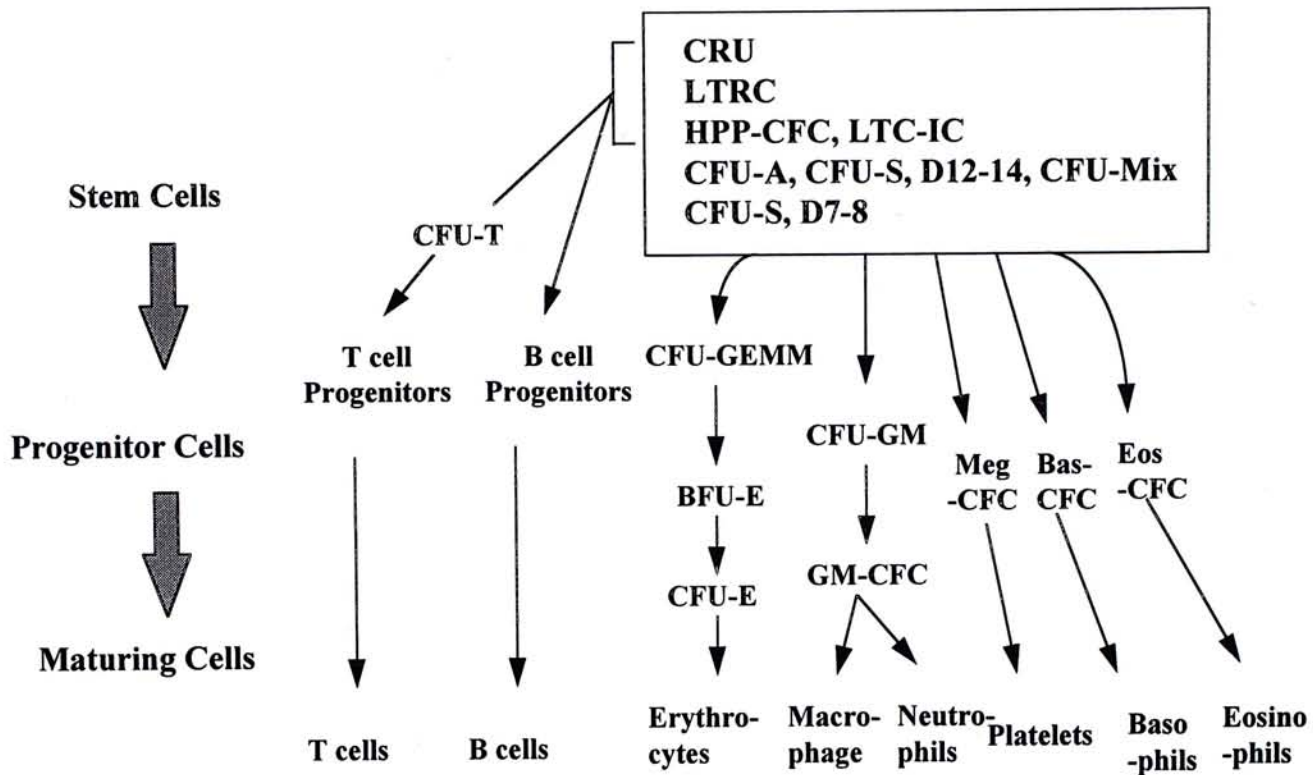 CRU
LTRC
HPP-CFC, LTC-IC
CFU-A, CFU-S, D12-14, CFU-Mix
CFU-S, D7-8
Stem Cells
Progenitor Cells
Maturing Cells
CFU-T
T cell
Progenitors
T cells
B cell
Progenitors
B cells
CFU-GEMM
BFU-E
CFU-E
Erythro-
cytes
CFU-GM
GM-CFC
Macro-
phage
Neutro-
phils
Meg
-CFC
Platelets
Bas-
CFC
Baso
-phils
Eos
-CFC
Eosino
-phils